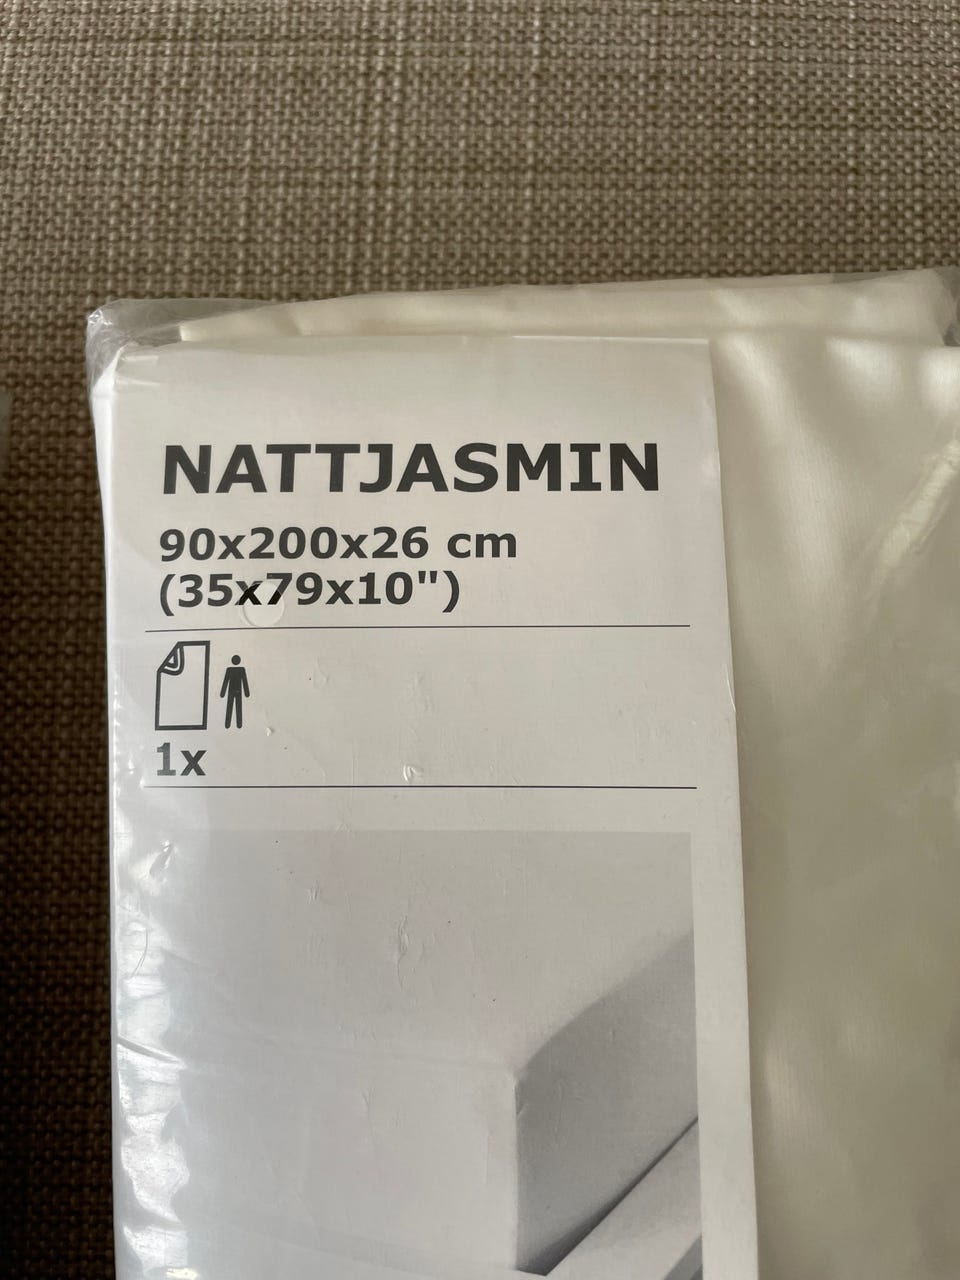 NATTJASMIN
90x200x26 cm
(35x79x10")
1x